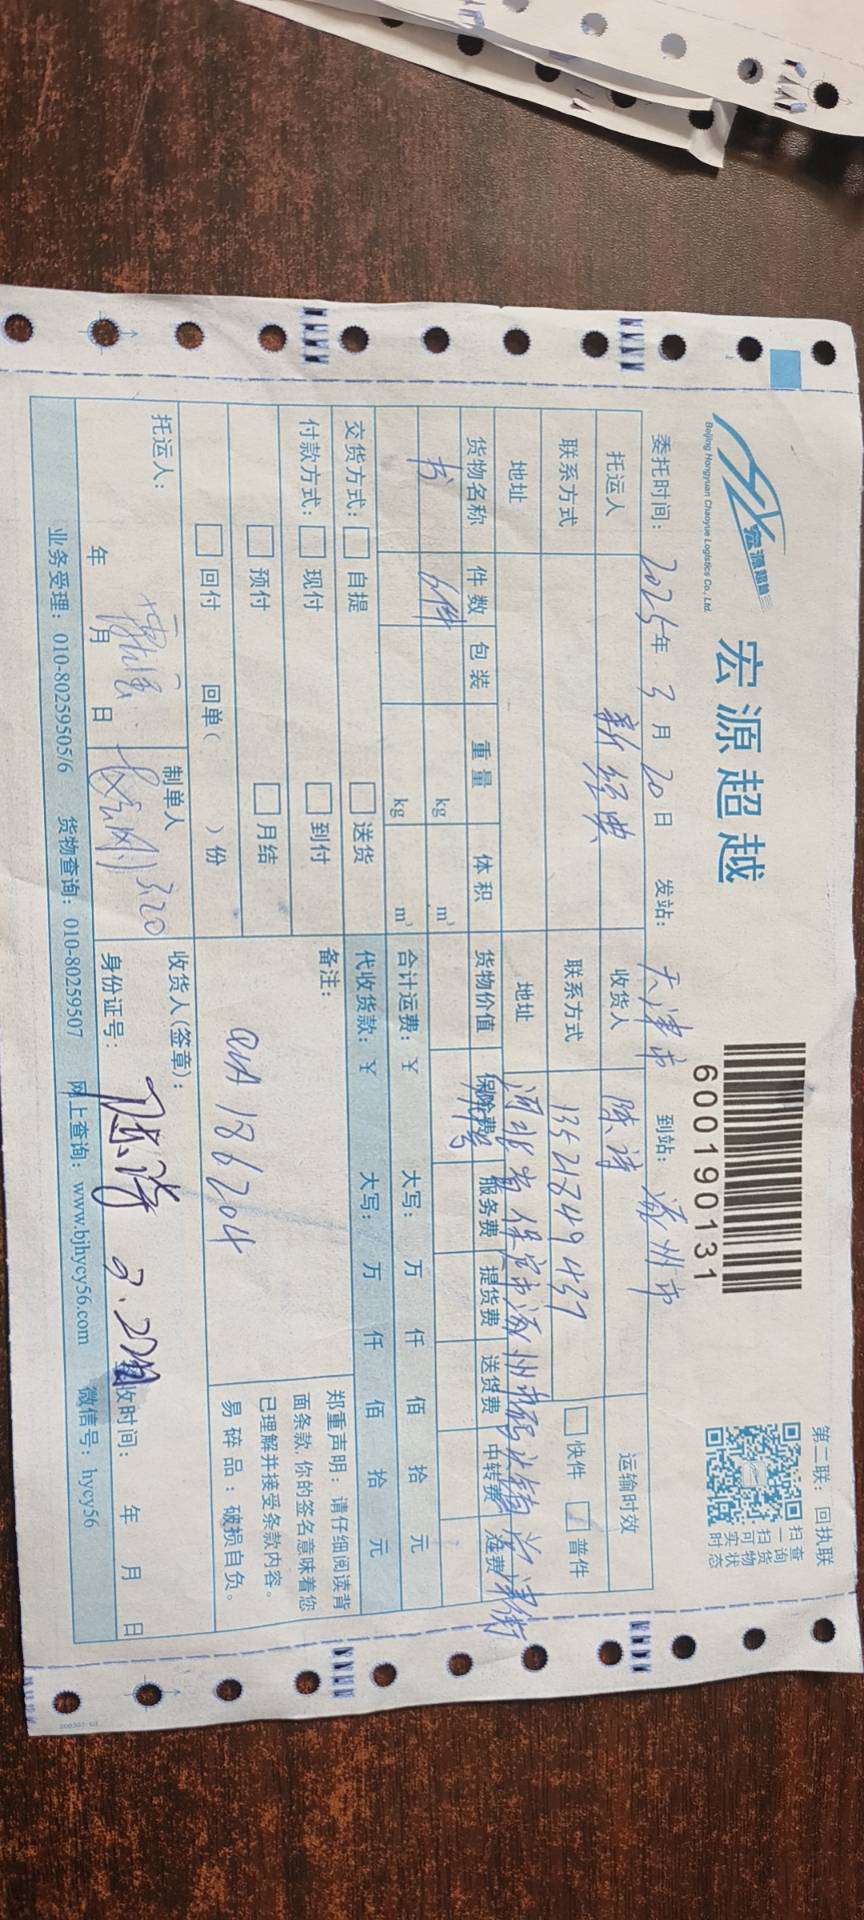 第二联：回执联
宏源超越
Beijing Hongyuan Chaoyue Logistics Co., Ltd.
宏源超越
600190131
扫一扫可实时
查询货物状态
委托时间：2025年3月20日 发站：天津市 到站：涿州市
托运人 新经典 收货人 陈诗 运输时效
联系方式 联系方式 13521849437 快件 普件
地址 地址 河北省保定市涿州市码头镇
货物名称 件数 包装 重量 体积 货物价值 保险费 服务费 提货费 送货费 中转费 运费
书 6件 kg m³
kg m³ 合计运费：¥ 大写： 万 仟 佰 拾 元
交货方式： 自提 送货 代收货款：¥ 大写： 万 仟 佰 拾 元
付款方式： 现付 到付 备注：
预付 月结 QWA186204
回付 回单( )份
郑重声明：请仔细阅读背
面条款，你的签名意味着您
已理解并接受条款内容。
易碎品：破损自负。
托运人： 制单人 3.20 收货人(签章)： 陈诗 3.22
年 月 日 身份证号： 收时间： 年 月 日
业务受理：010-80259505/6 货物查询：010-80259507 网上查询：www.bjhycy56.com 微信号：hycy56